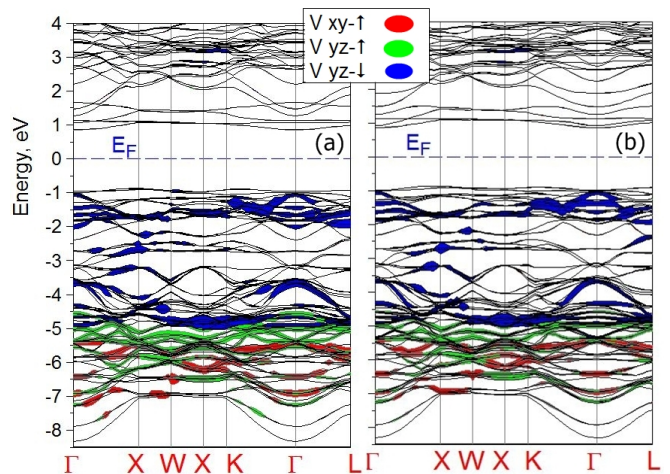 V xy-↑
V yz-↑
V yz-↓
Energy, eV
4
3
2
1
0
-1
-2
-3
-4
-5
-6
-7
-8
E_F
(a)
E_F
(b)
Γ X W X K Γ L
Γ X W X K Γ L